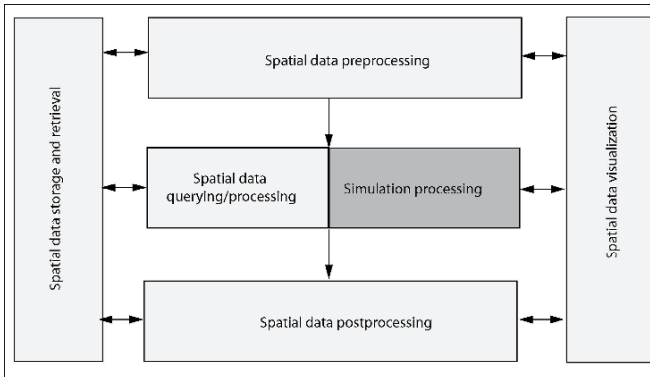 Spatial data storage and retrieval
Spatial data preprocessing
Spatial data
querying/processing
Simulation processing
Spatial data postprocessing
Spatial data visualization